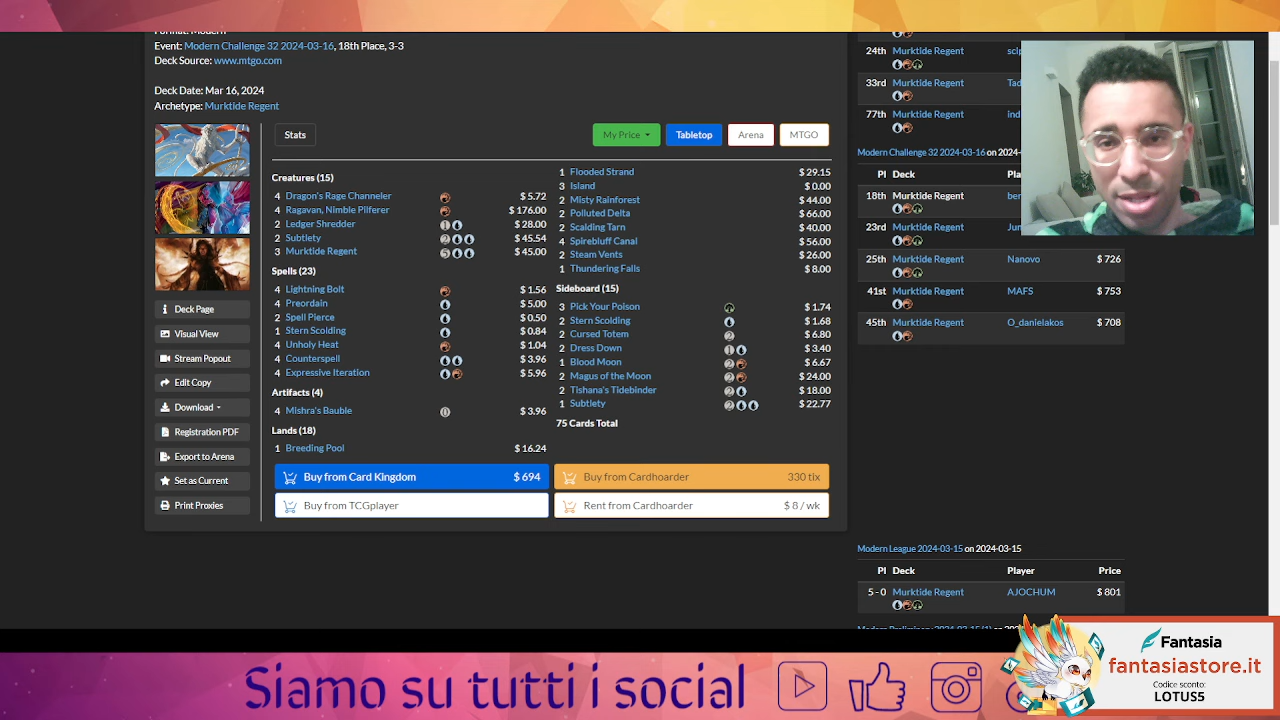 Format: Modern
Event: Modern Challenge 32 2024-03-16, 18th Place, 3-3
Deck Source: www.mtgo.com
Deck Date: Mar 16, 2024
Archetype: Murktide Regent
Stats
My Price
Tabletop
Arena
MTGO
Creatures (15)
4 Dragon's Rage Channeler $ 5.72
4 Ragavan, Nimble Pilferer $ 176.00
2 Ledger Shredder $ 28.00
2 Subtlety $ 45.54
3 Murktide Regent $ 45.00
Spells (23)
4 Lightning Bolt $ 1.56
4 Preordain $ 5.00
2 Spell Pierce $ 0.50
1 Stern Scolding $ 0.84
4 Unholy Heat $ 1.04
4 Counterspell $ 3.96
4 Expressive Iteration $ 5.96
Artifacts (4)
4 Mishra's Bauble $ 3.96
Lands (18)
1 Breeding Pool $ 16.24
1 Flooded Strand $ 29.15
3 Island $ 0.00
2 Misty Rainforest $ 44.00
2 Polluted Delta $ 66.00
2 Scalding Tarn $ 40.00
4 Spirebluff Canal $ 56.00
2 Steam Vents $ 26.00
1 Thundering Falls $ 8.00
Sideboard (15)
3 Pick Your Poison $ 1.74
2 Stern Scolding $ 1.68
2 Cursed Totem $ 6.80
2 Dress Down $ 3.40
1 Blood Moon $ 6.67
2 Magus of the Moon $ 24.00
2 Tishana's Tidebinder $ 18.00
1 Subtlety $ 22.77
75 Cards Total
Deck Page
Visual View
Stream Popout
Edit Copy
Download
Registration PDF
Export to Arena
Set as Current
Print Proxies
Buy from Card Kingdom $ 694
Buy from Cardhoarder 330 tix
Buy from TCGplayer
Rent from Cardhoarder $ 8 / wk
24th Murktide Regent
33rd Murktide Regent Tad
77th Murktide Regent ind
Modern Challenge 32 2024-03-16 on 2024-03-
Pl Deck Pla
18th Murktide Regent ber
23rd Murktide Regent Jun
25th Murktide Regent Nanovo $ 726
41st Murktide Regent MAFS $ 753
45th Murktide Regent O_danielakos $ 708
Modern League 2024-03-15 on 2024-03-15
Pl Deck Player Price
5 - 0 Murktide Regent AJOCHUM $ 801
Siamo su tutti i social
Fantasia
fantasiastore.it
Codice sconto:
LOTUS5